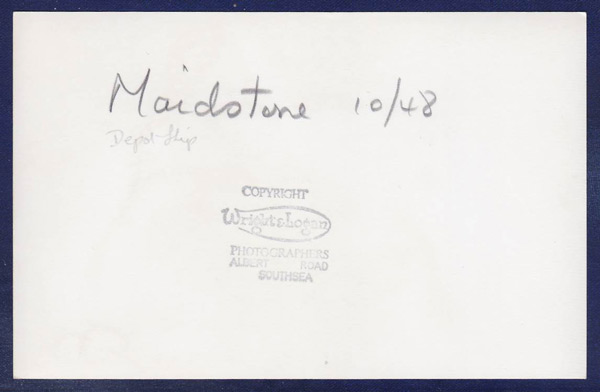 Maidstone 10/48
Depot Ship
COPYRIGHT
Wright & Logan
PHOTOGRAPHERS
ALBERT ROAD
SOUTHSEA